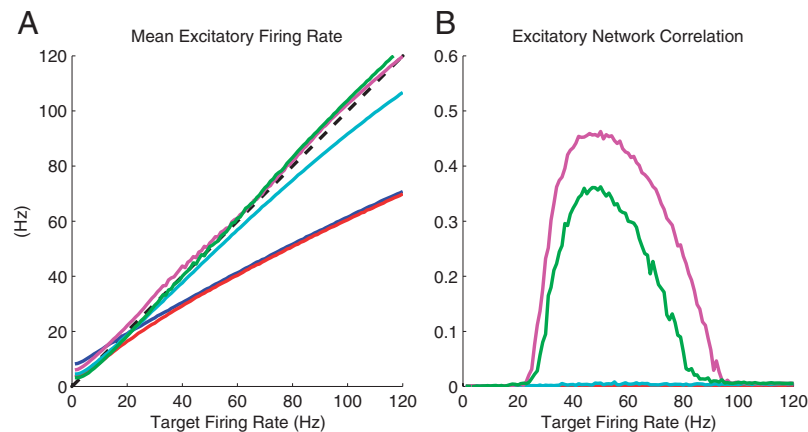 A
Mean Excitatory Firing Rate
120
100
80
60
40
20
0
(Hz)
0 20 40 60 80 100 120
Target Firing Rate (Hz)
B
Excitatory Network Correlation
0.6
0.5
0.4
0.3
0.2
0.1
0
0 20 40 60 80 100 120
Target Firing Rate (Hz)